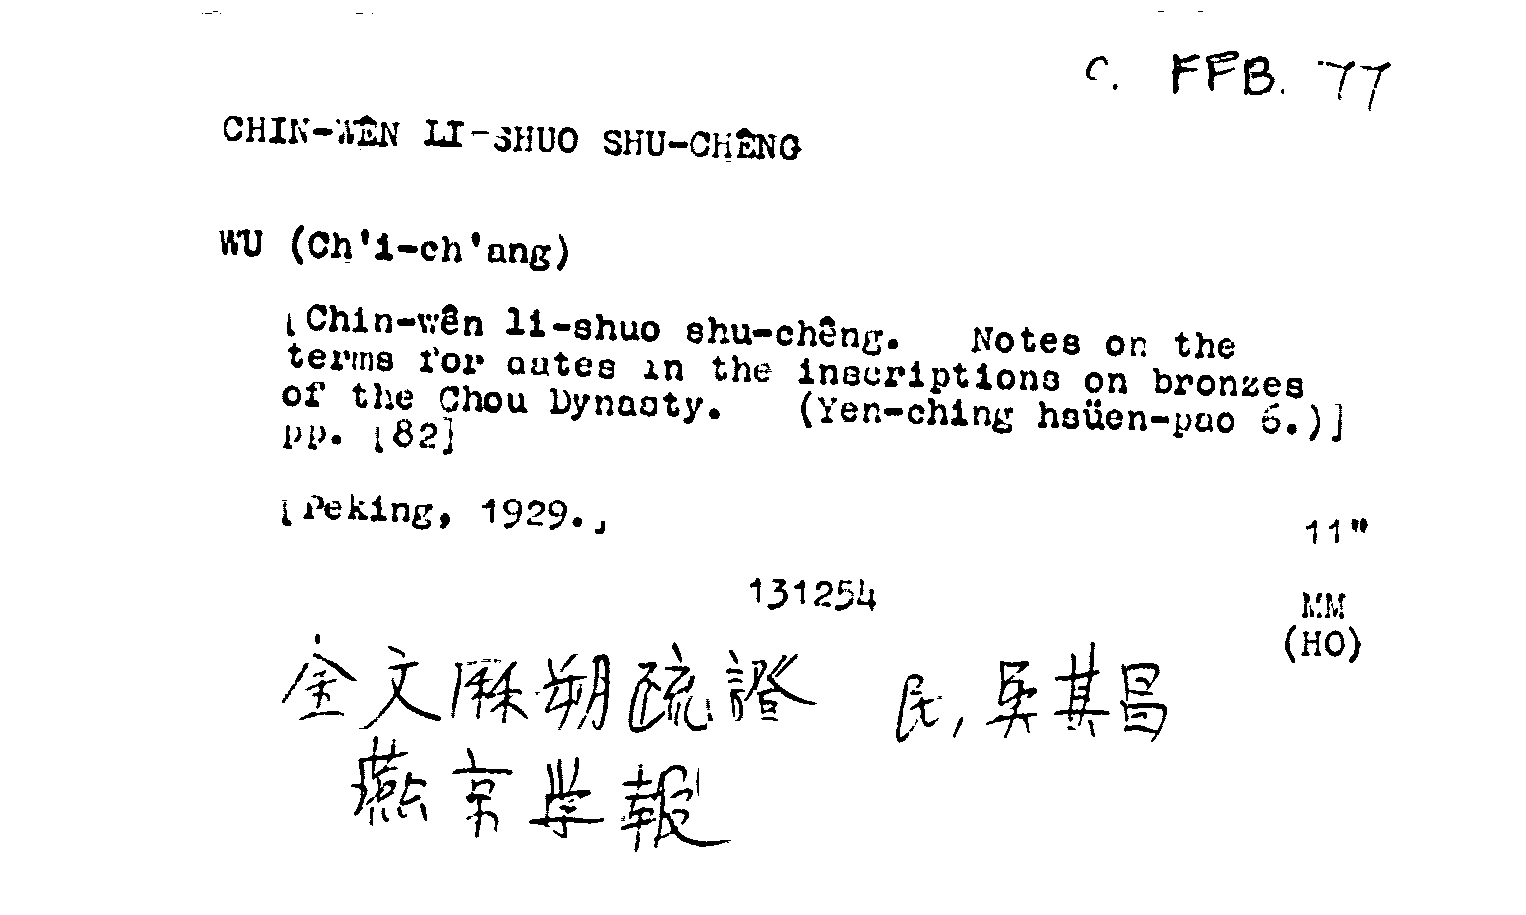 C. FFB. 77
CHIN-WÊN LI-SHUO SHU-CHÊNG
WU (Ch'i-ch'ang)
[Chin-wên li-shuo shu-chêng. Notes on the
terms for dates in the inscriptions on bronzes
of the Chou Dynasty. (Yen-ching hsüen-pao 6.)]
pp. [82]
[Peking, 1929.]
11"
131254
MM
(HO)
金文厤朔疏證 民, 吳其昌
燕京学報